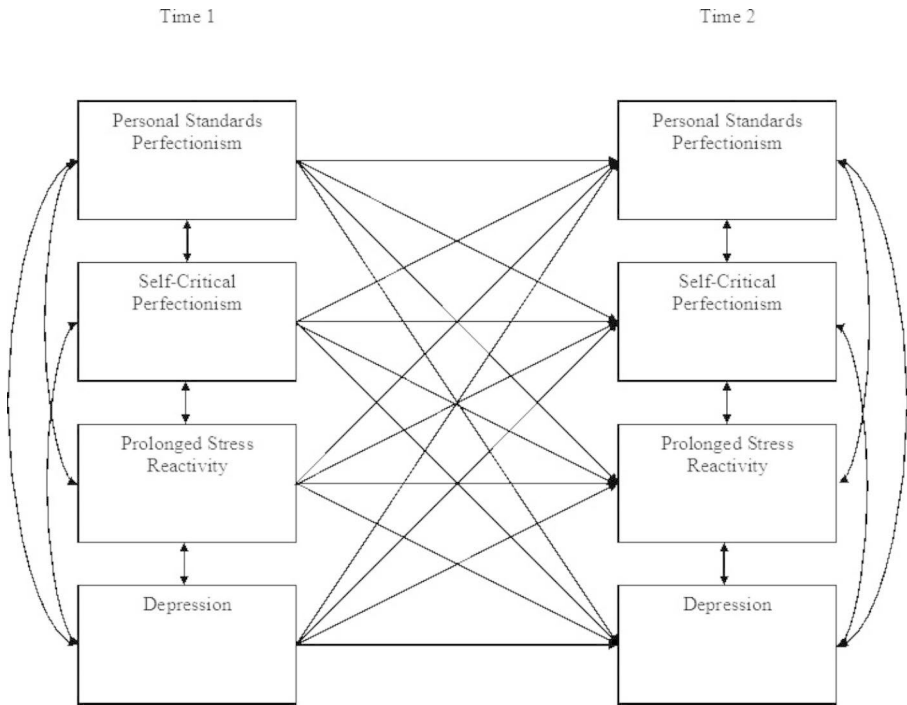 Time 1
Time 2
Personal Standards
Perfectionism
Personal Standards
Perfectionism
Self-Critical
Perfectionism
Self-Critical
Perfectionism
Prolonged Stress
Reactivity
Prolonged Stress
Reactivity
Depression
Depression